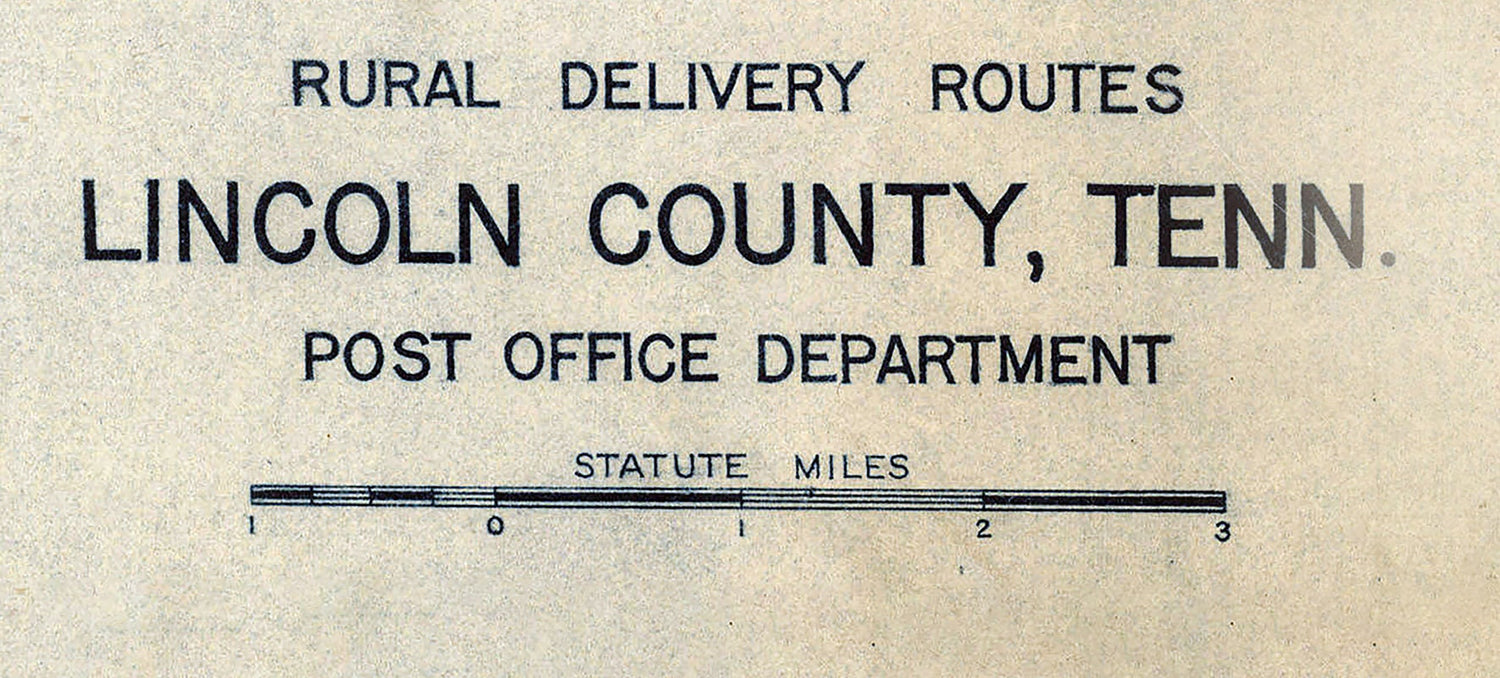 RURAL DELIVERY ROUTES
LINCOLN COUNTY, TENN.
POST OFFICE DEPARTMENT
STATUTE MILES
1 0 1 2 3